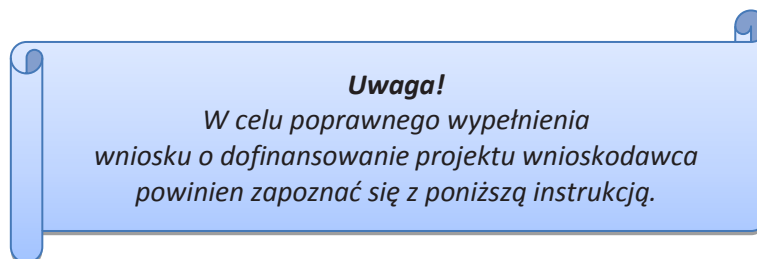 Uwaga!
W celu poprawnego wypełnienia
wniosku o dofinansowanie projektu wnioskodawca
powinien zapoznać się z poniższą instrukcją.